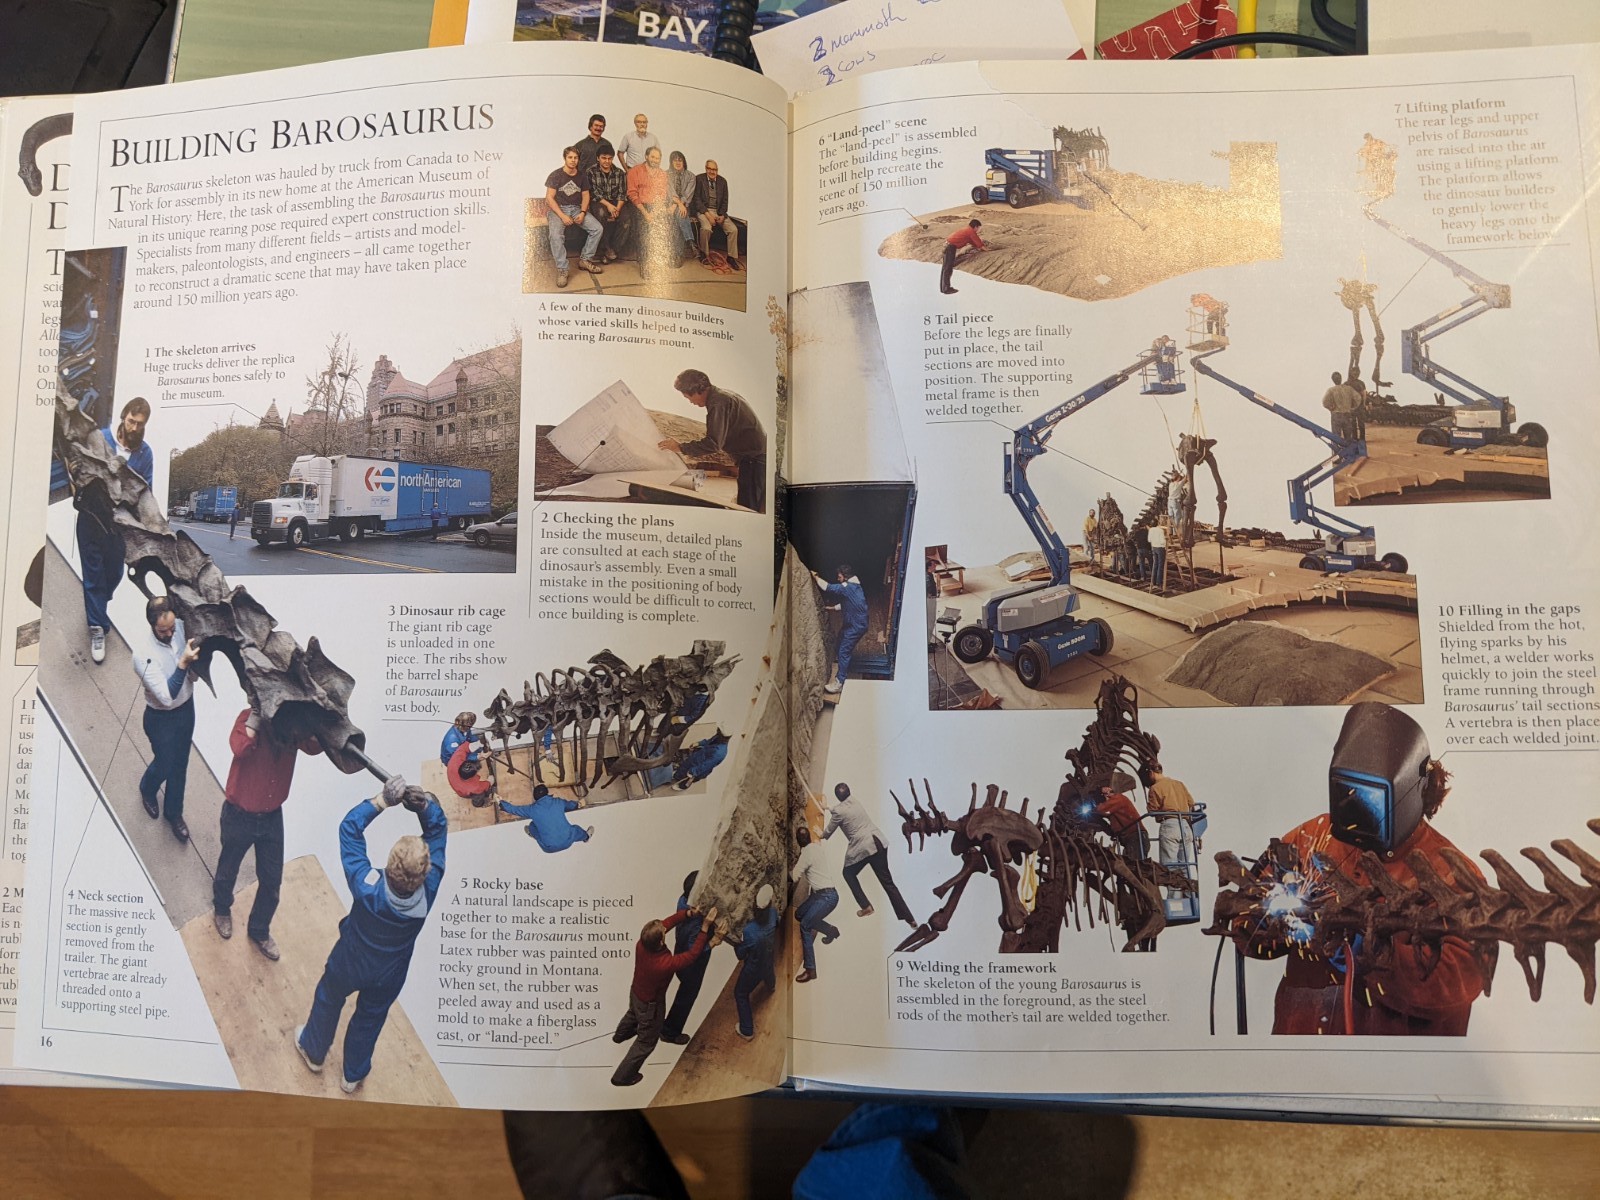 BAY
2 mammoth
cows
BUILDING BAROSAURUS
The Barosaurus skeleton was hauled by truck from Canada to New
York for assembly in its new home at the American Museum of
Natural History. Here, the task of assembling the Barosaurus mount
in its unique rearing pose required expert construction skills.
Specialists from many different fields – artists and model-
makers, paleontologists, and engineers – all came together
to reconstruct a dramatic scene that may have taken place
around 150 million years ago.
A few of the many dinosaur builders
whose varied skills helped to assemble
the rearing Barosaurus mount.
1 The skeleton arrives
Huge trucks deliver the replica
Barosaurus bones safely to
the museum.
northAmerican
2 Checking the plans
Inside the museum, detailed plans
are consulted at each stage of the
dinosaur's assembly. Even a small
mistake in the positioning of body
sections would be difficult to correct,
once building is complete.
3 Dinosaur rib cage
The giant rib cage
is unloaded in one
piece. The ribs show
the barrel shape
of Barosaurus'
vast body.
4 Neck section
The massive neck
section is gently
removed from the
trailer. The giant
vertebrae are already
threaded onto a
supporting steel pipe.
5 Rocky base
A natural landscape is pieced
together to make a realistic
base for the Barosaurus mount.
Latex rubber was painted onto
rocky ground in Montana.
When set, the rubber was
peeled away and used as a
mold to make a fiberglass
cast, or "land-peel."
16
6 "Land-peel" scene
The "land-peel" is assembled
before building begins.
It will help recreate the
scene of 150 million
years ago.
7 Lifting platform
The rear legs and upper
pelvis of Barosaurus
are raised into the air
using a lifting platform.
The platform allows
the dinosaur builders
to gently lower the
heavy legs onto the
framework below.
8 Tail piece
Before the legs are finally
put in place, the tail
sections are moved into
position. The supporting
metal frame is then
welded together.
Genie Z-30/20
Genie BOOM
9 Welding the framework
The skeleton of the young Barosaurus is
assembled in the foreground, as the steel
rods of the mother's tail are welded together.
10 Filling in the gaps
Shielded from the hot,
flying sparks by his
helmet, a welder works
quickly to join the steel
frame running through
Barosaurus' tail sections
A vertebra is then place
over each welded joint.